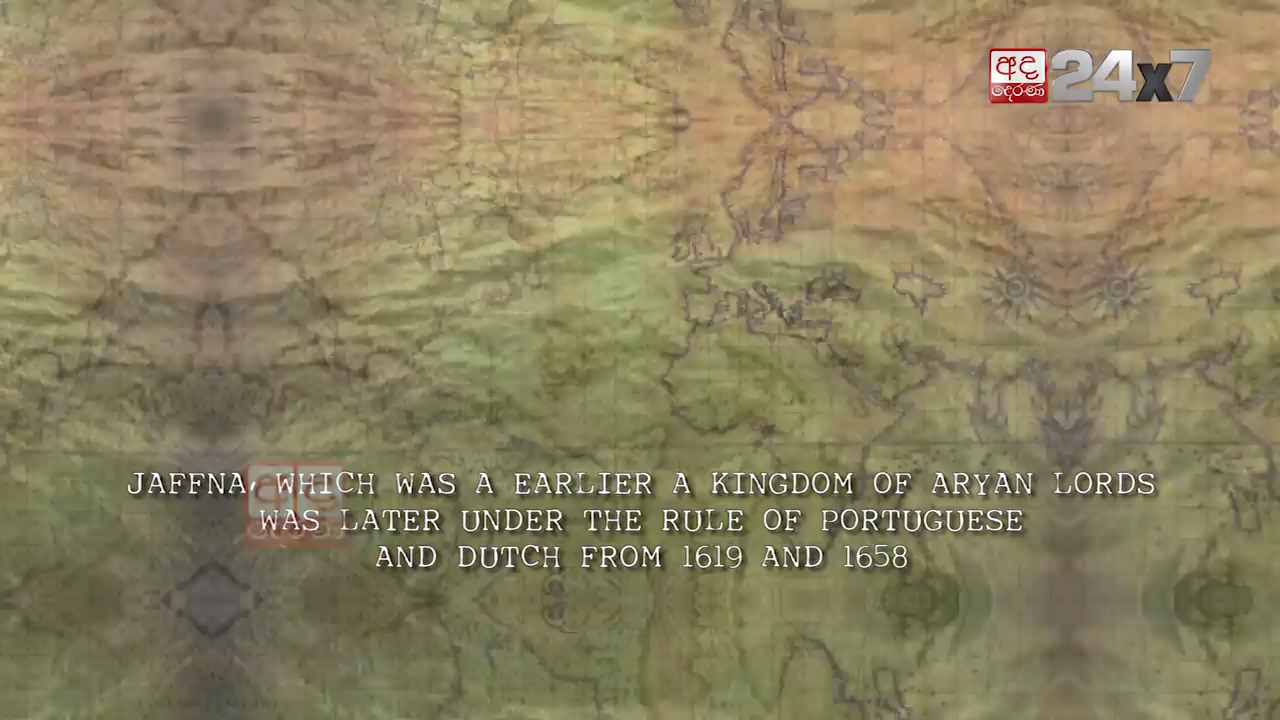 අද
දෙරණ 24x7
JAFFNA, WHICH WAS A EARLIER A KINGDOM OF ARYAN LORDS
WAS LATER UNDER THE RULE OF PORTUGUESE
AND DUTCH FROM 1619 AND 1658